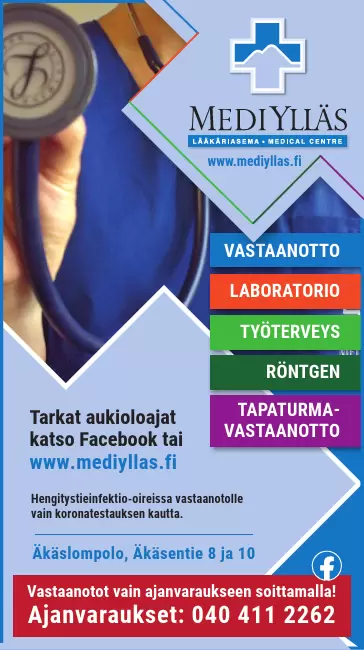 MEDIYLLÄS
LÄÄKÄRIASEMA • MEDICAL CENTRE
www.mediyllas.fi
VASTAANOTTO
LABORATORIO
TYÖTERVEYS
RÖNTGEN
TAPATURMA-
VASTAANOTTO
Tarkat aukioloajat
katso Facebook tai
www.mediyllas.fi
Hengitystieinfektio-oireissa vastaanotolle
vain koronatestauksen kautta.
Äkäslompolo, Äkäsentie 8 ja 10
Vastaanotot vain ajanvaraukseen soittamalla!
Ajanvaraukset: 040 411 2262